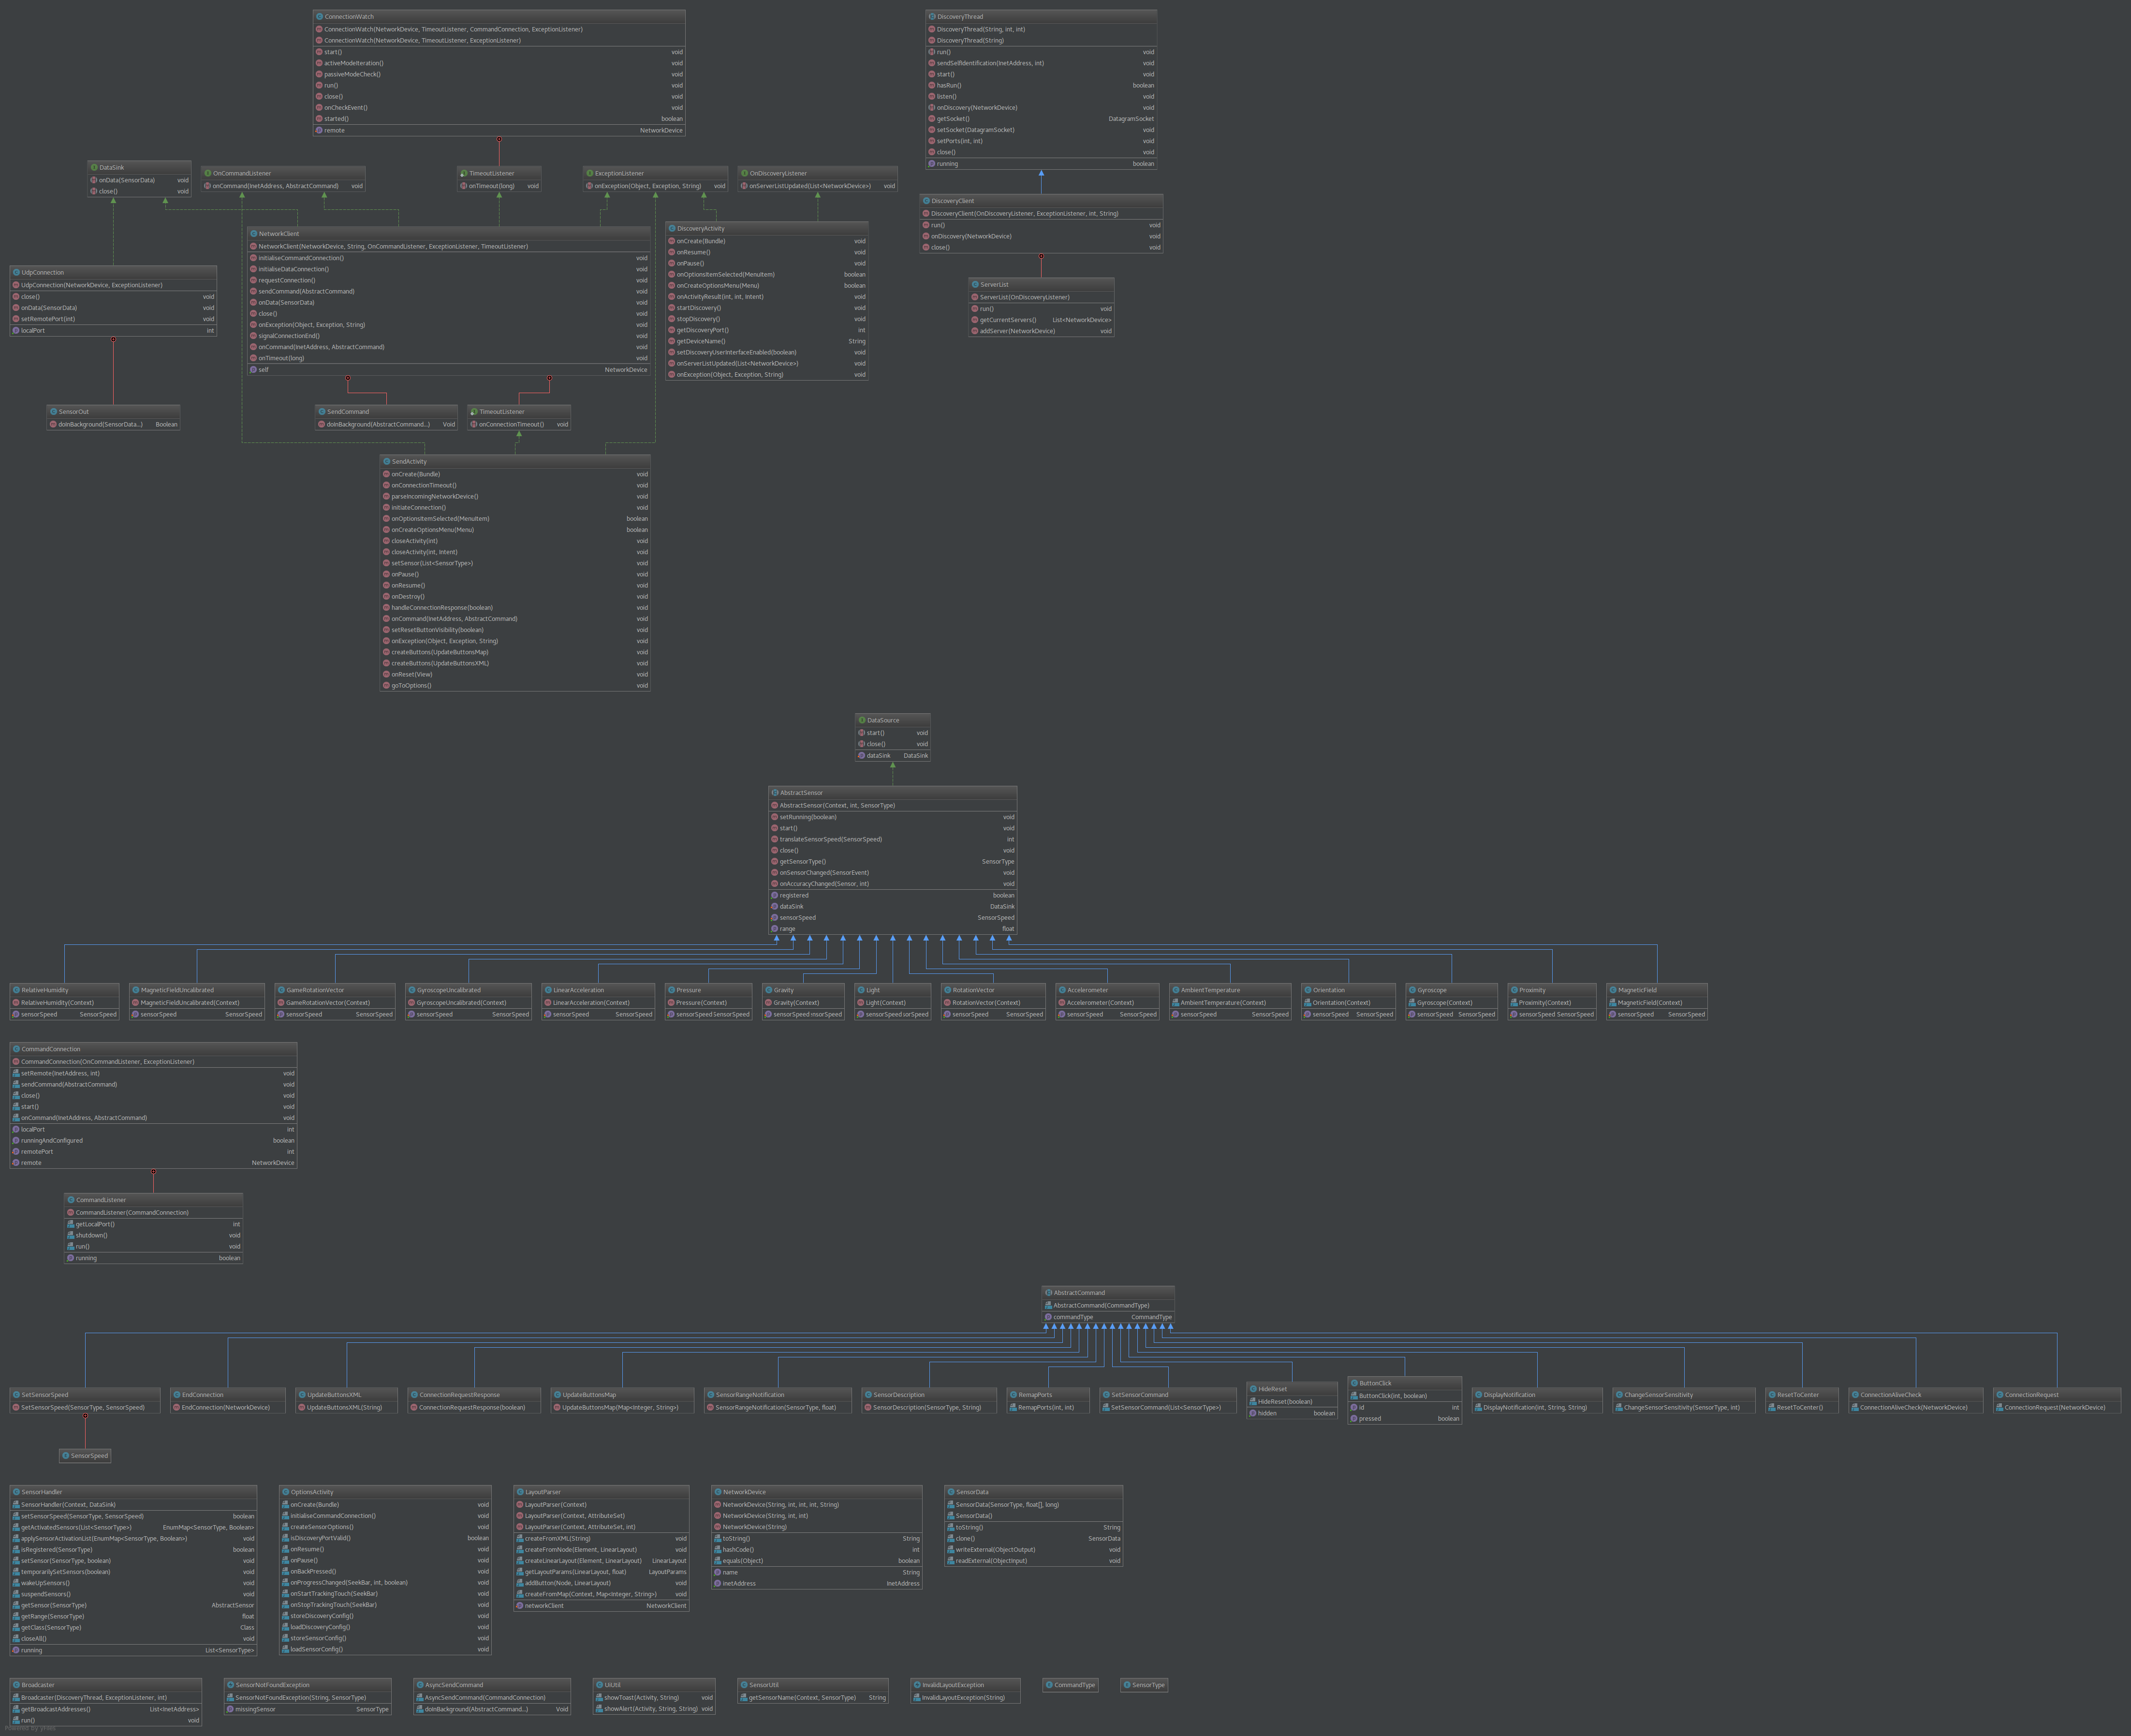 ConnectionWatch
ConnectionWatch(NetworkDevice, TimeoutListener, CommandConnection, ExceptionListener)
ConnectionWatch(NetworkDevice, TimeoutListener, ExceptionListener)
start() void
activeModeIteration() void
passiveModeCheck() void
run() void
close() void
onCheckEvent() void
started() boolean
remote NetworkDevice
DiscoveryThread
DiscoveryThread(String, int, int)
DiscoveryThread(String)
run() void
sendSelfIdentification(InetAddress, int) void
start() void
hasRun() boolean
listen() void
onDiscovery(NetworkDevice) void
getSocket() DatagramSocket
setSocket(DatagramSocket) void
setPorts(int, int) void
close() void
running boolean
DataSink
onData(SensorData) void
close() void
OnCommandListener
onCommand(InetAddress, AbstractCommand) void
TimeoutListener
onTimeout(long) void
ExceptionListener
onException(Object, Exception, String) void
OnDiscoveryListener
onServerListUpdated(List<NetworkDevice>) void
DiscoveryClient
DiscoveryClient(OnDiscoveryListener, ExceptionListener, int, String)
run() void
onDiscovery(NetworkDevice) void
close() void
UdpConnection
UdpConnection(NetworkDevice, ExceptionListener)
close() void
onData(SensorData) void
setRemotePort(int) void
localPort int
NetworkClient
NetworkClient(NetworkDevice, String, OnCommandListener, ExceptionListener, TimeoutListener)
initialiseCommandConnection() void
initialiseDataConnection() void
requestConnection() void
sendCommand(AbstractCommand) void
onData(SensorData) void
close() void
onException(Object, Exception, String) void
signalConnectionEnd() void
onCommand(InetAddress, AbstractCommand) void
onTimeout(long) void
self NetworkDevice
DiscoveryActivity
onCreate(Bundle) void
onResume() void
onPause() void
onOptionsItemSelected(MenuItem) boolean
onCreateOptionsMenu(Menu) boolean
onActivityResult(int, int, Intent) void
startDiscovery() void
stopDiscovery() void
getDiscoveryPort() int
getDeviceName() String
setDiscoveryUserInterfaceEnabled(boolean) void
onServerListUpdated(List<NetworkDevice>) void
onException(Object, Exception, String) void
ServerList
ServerList(OnDiscoveryListener)
run() void
getCurrentServers() List<NetworkDevice>
addServer(NetworkDevice) void
SensorOut
doInBackground(SensorData...) Boolean
SendCommand
doInBackground(AbstractCommand...) Void
TimeoutListener
onConnectionTimeout() void
SendActivity
onCreate(Bundle) void
onConnectionTimeout() void
parseIncomingNetworkDevice() void
initiateConnection() void
onOptionsItemSelected(MenuItem) boolean
onCreateOptionsMenu(Menu) boolean
closeActivity(int) void
closeActivity(int, Intent) void
setSensor(List<SensorType>) void
onPause() void
onResume() void
onDestroy() void
handleConnectionResponse(boolean) void
onCommand(InetAddress, AbstractCommand) void
setResetButtonVisibility(boolean) void
onException(Object, Exception, String) void
createButtons(UpdateButtonsMap) void
createButtons(UpdateButtonsXML) void
onReset(View) void
goToOptions() void
DataSource
start() void
close() void
dataSink DataSink
AbstractSensor
AbstractSensor(Context, int, SensorType)
setRunning(boolean) void
start() void
translateSensorSpeed(SensorSpeed) int
close() void
getSensorType() SensorType
onSensorChanged(SensorEvent) void
onAccuracyChanged(Sensor, int) void
registered boolean
dataSink DataSink
sensorSpeed SensorSpeed
range float
RelativeHumidity
RelativeHumidity(Context)
sensorSpeed SensorSpeed
MagneticFieldUncalibrated
MagneticFieldUncalibrated(Context)
sensorSpeed SensorSpeed
GameRotationVector
GameRotationVector(Context)
sensorSpeed SensorSpeed
GyroscopeUncalibrated
GyroscopeUncalibrated(Context)
sensorSpeed SensorSpeed
LinearAcceleration
LinearAcceleration(Context)
sensorSpeed SensorSpeed
Pressure
Pressure(Context)
sensorSpeed SensorSpeed
Gravity
Gravity(Context)
sensorSpeed nsorSpeed
Light
Light(Context)
sensorSpeed sorSpeed
RotationVector
RotationVector(Context)
sensorSpeed SensorSpeed
Accelerometer
Accelerometer(Context)
sensorSpeed SensorSpeed
AmbientTemperature
AmbientTemperature(Context)
sensorSpeed SensorSpeed
Orientation
Orientation(Context)
sensorSpeed SensorSpeed
Gyroscope
Gyroscope(Context)
sensorSpeed SensorSpeed
Proximity
Proximity(Context)
sensorSpeed SensorSpeed
MagneticField
MagneticField(Context)
sensorSpeed SensorSpeed
CommandConnection
CommandConnection(OnCommandListener, ExceptionListener)
setRemote(InetAddress, int) void
sendCommand(AbstractCommand) void
close() void
start() void
onCommand(InetAddress, AbstractCommand) void
localPort int
runningAndConfigured boolean
remotePort int
remote NetworkDevice
CommandListener
CommandListener(CommandConnection)
getLocalPort() int
shutdown() void
run() void
running boolean
AbstractCommand
AbstractCommand(CommandType)
commandType CommandType
SetSensorSpeed
SetSensorSpeed(SensorType, SensorSpeed)
EndConnection
EndConnection(NetworkDevice)
UpdateButtonsXML
UpdateButtonsXML(String)
ConnectionRequestResponse
ConnectionRequestResponse(boolean)
UpdateButtonsMap
UpdateButtonsMap(Map<Integer, String>)
SensorRangeNotification
SensorRangeNotification(SensorType, float)
SensorDescription
SensorDescription(SensorType, String)
RemapPorts
RemapPorts(int, int)
SetSensorCommand
SetSensorCommand(List<SensorType>)
HideReset
HideReset(boolean)
hidden boolean
ButtonClick
ButtonClick(int, boolean)
id int
pressed boolean
DisplayNotification
DisplayNotification(int, String, String)
ChangeSensorSensitivity
ChangeSensorSensitivity(SensorType, int)
ResetToCenter
ResetToCenter()
ConnectionAliveCheck
ConnectionAliveCheck(NetworkDevice)
ConnectionRequest
ConnectionRequest(NetworkDevice)
SensorSpeed
SensorHandler
SensorHandler(Context, DataSink)
setSensorSpeed(SensorType, SensorSpeed) boolean
getActivatedSensors(List<SensorType>) EnumMap<SensorType, Boolean>
applySensorActivationList(EnumMap<SensorType, Boolean>) void
isRegistered(SensorType) boolean
setSensor(SensorType, boolean) void
temporarilySetSensors(boolean) void
wakeUpSensors() void
suspendSensors() void
getSensor(SensorType) AbstractSensor
getRange(SensorType) float
getClass(SensorType) Class
closeAll() void
running List<SensorType>
OptionsActivity
onCreate(Bundle) void
initialiseCommandConnection() void
createSensorOptions() void
isDiscoveryPortValid() boolean
onResume() void
onPause() void
onBackPressed() void
onProgressChanged(SeekBar, int, boolean) void
onStartTrackingTouch(SeekBar) void
onStopTrackingTouch(SeekBar) void
storeDiscoveryConfig() void
loadDiscoveryConfig() void
storeSensorConfig() void
loadSensorConfig() void
LayoutParser
LayoutParser(Context)
LayoutParser(Context, AttributeSet)
LayoutParser(Context, AttributeSet, int)
createFromXML(String) void
createFromNode(Element, LinearLayout) void
createLinearLayout(Element, LinearLayout) LinearLayout
getLayoutParams(LinearLayout, float) LayoutParams
addButton(Node, LinearLayout) void
createFromMap(Context, Map<Integer, String>) void
networkClient NetworkClient
NetworkDevice
NetworkDevice(String, int, int, int, String)
NetworkDevice(String, int, int)
NetworkDevice(String)
toString() String
hashCode() int
equals(Object) boolean
name String
inetAddress InetAddress
SensorData
SensorData(SensorType, float[], long)
SensorData()
toString() String
clone() SensorData
writeExternal(ObjectOutput) void
readExternal(ObjectInput) void
Broadcaster
Broadcaster(DiscoveryThread, ExceptionListener, int)
getBroadcastAddresses() List<InetAddress>
run() void
SensorNotFoundException
SensorNotFoundException(String, SensorType)
missingSensor SensorType
AsyncSendCommand
AsyncSendCommand(CommandConnection)
doInBackground(AbstractCommand...) Void
UiUtil
showToast(Activity, String) void
showAlert(Activity, String, String) void
SensorUtil
getSensorName(Context, SensorType) String
InvalidLayoutException
InvalidLayoutException(String)
CommandType
SensorType
Powered by yFiles